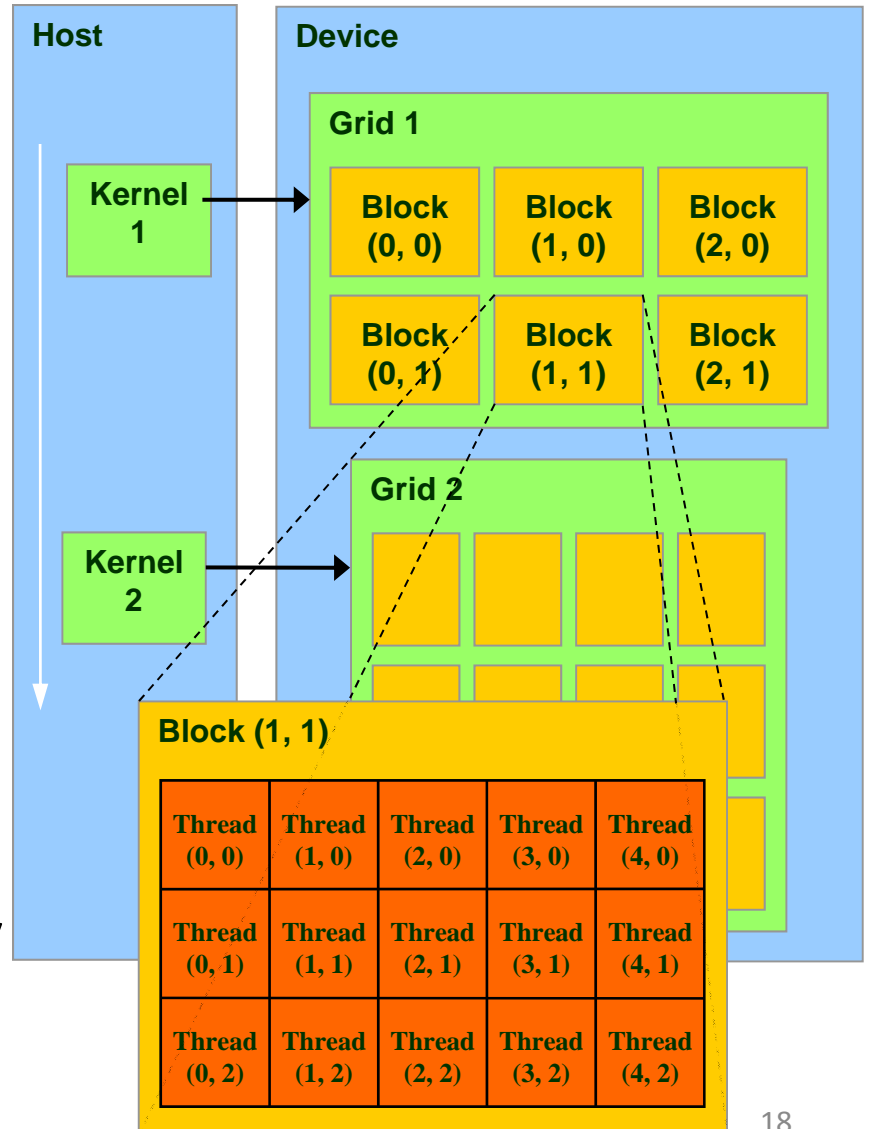 Host
Device
Grid 1
Kernel
1
Block
(0, 0)
Block
(1, 0)
Block
(2, 0)
Block
(0, 1)
Block
(1, 1)
Block
(2, 1)
Grid 2
Kernel
2
Block (1, 1)
Thread
(0, 0)
Thread
(1, 0)
Thread
(2, 0)
Thread
(3, 0)
Thread
(4, 0)
Thread
(0, 1)
Thread
(1, 1)
Thread
(2, 1)
Thread
(3, 1)
Thread
(4, 1)
Thread
(0, 2)
Thread
(1, 2)
Thread
(2, 2)
Thread
(3, 2)
Thread
(4, 2)
18